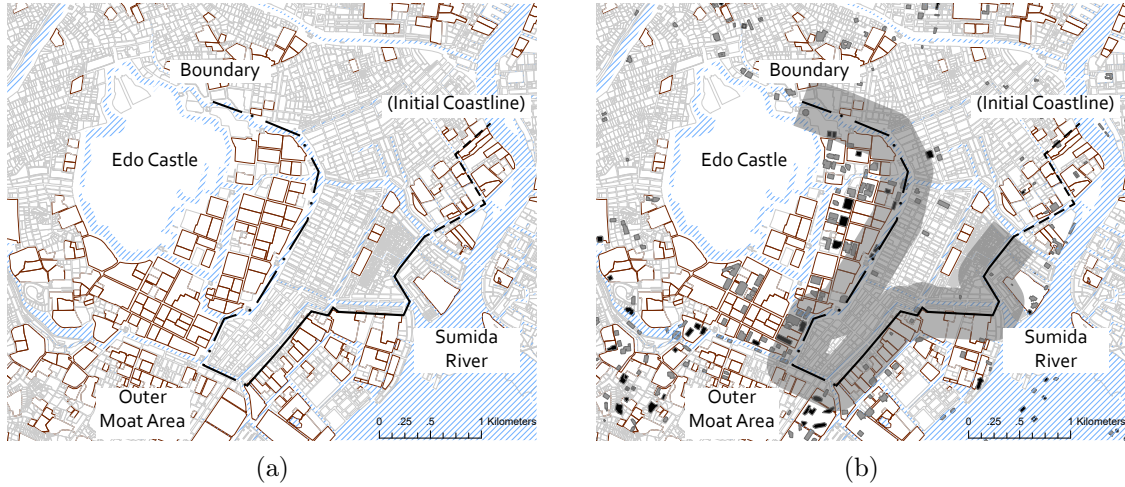 Boundary
(Initial Coastline)
Edo Castle
Sumida
River
Outer
Moat Area
0 .25 .5 1 Kilometers
(a)
Boundary
(Initial Coastline)
Edo Castle
Sumida
River
Outer
Moat Area
0 .25 .5 1 Kilometers
(b)